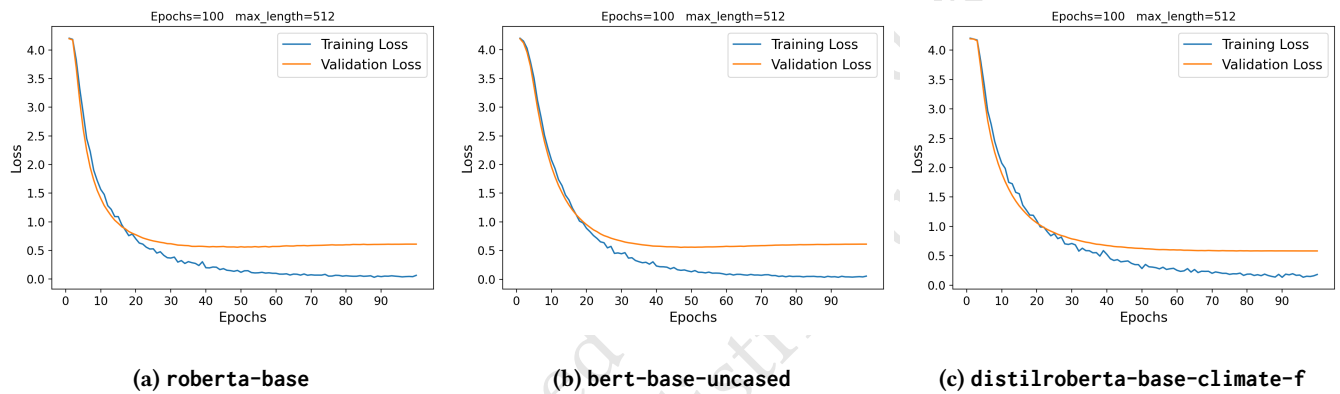 Epochs=100 max_length=512
Training Loss
Validation Loss
Loss
4.0
3.5
3.0
2.5
2.0
1.5
1.0
0.5
0.0
0 10 20 30 40 50 60 70 80 90
Epochs
(a) roberta-base
Epochs=100 max_length=512
Training Loss
Validation Loss
Loss
4.0
3.5
3.0
2.5
2.0
1.5
1.0
0.5
0.0
0 10 20 30 40 50 60 70 80 90
Epochs
(b) bert-base-uncased
Epochs=100 max_length=512
Training Loss
Validation Loss
Loss
4.0
3.5
3.0
2.5
2.0
1.5
1.0
0.5
0.0
0 10 20 30 40 50 60 70 80 90
Epochs
(c) distilroberta-base-climate-f